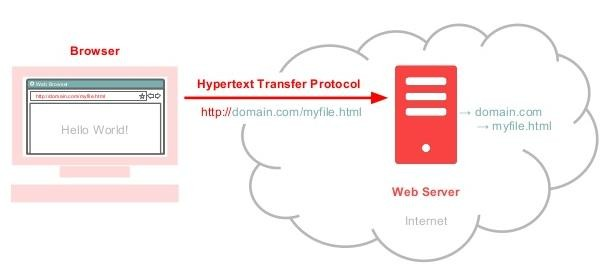 Browser
Web Browser
http://domain.com/myfile.html
Hello World!
Hypertext Transfer Protocol
http://domain.com/myfile.html
→ domain.com
→ myfile.html
Web Server
Internet